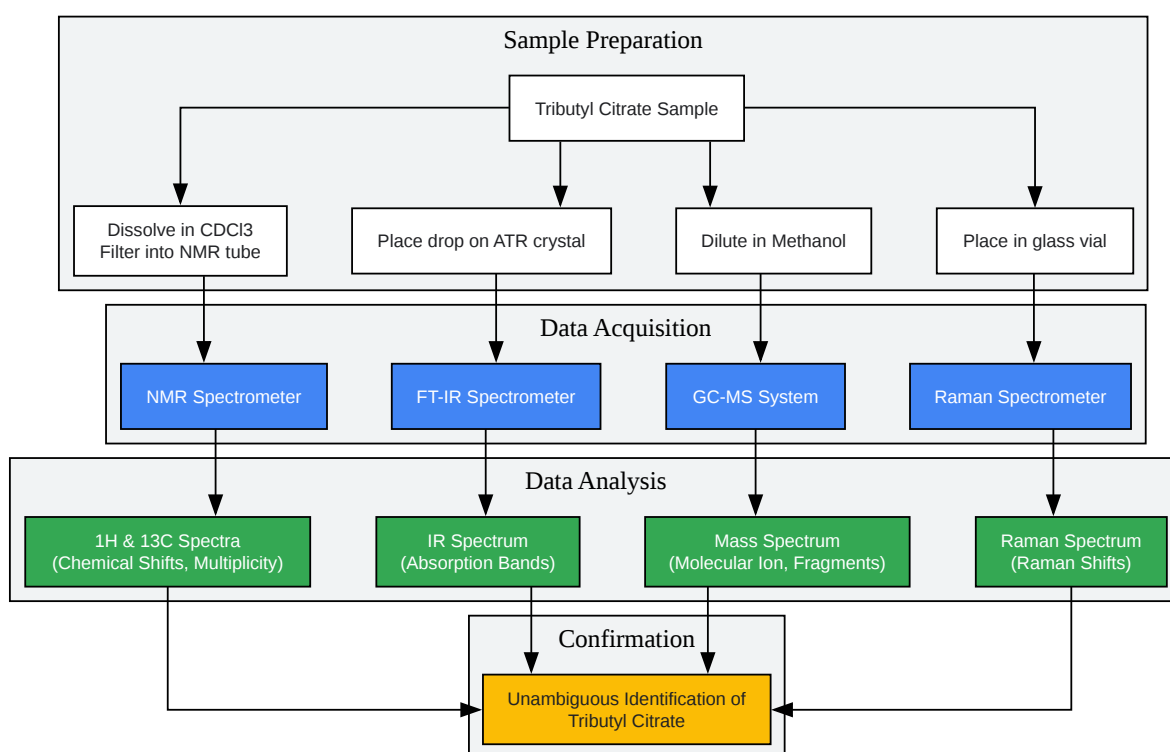 Sample Preparation
Tributyl Citrate Sample
Dissolve in CDCl3
Filter into NMR tube
Place drop on ATR crystal
Dilute in Methanol
Place in glass vial
Data Acquisition
NMR Spectrometer
FT-IR Spectrometer
GC-MS System
Raman Spectrometer
Data Analysis
1H & 13C Spectra
(Chemical Shifts, Multiplicity)
IR Spectrum
(Absorption Bands)
Mass Spectrum
(Molecular Ion, Fragments)
Raman Spectrum
(Raman Shifts)
Confirmation
Unambiguous Identification of
Tributyl Citrate